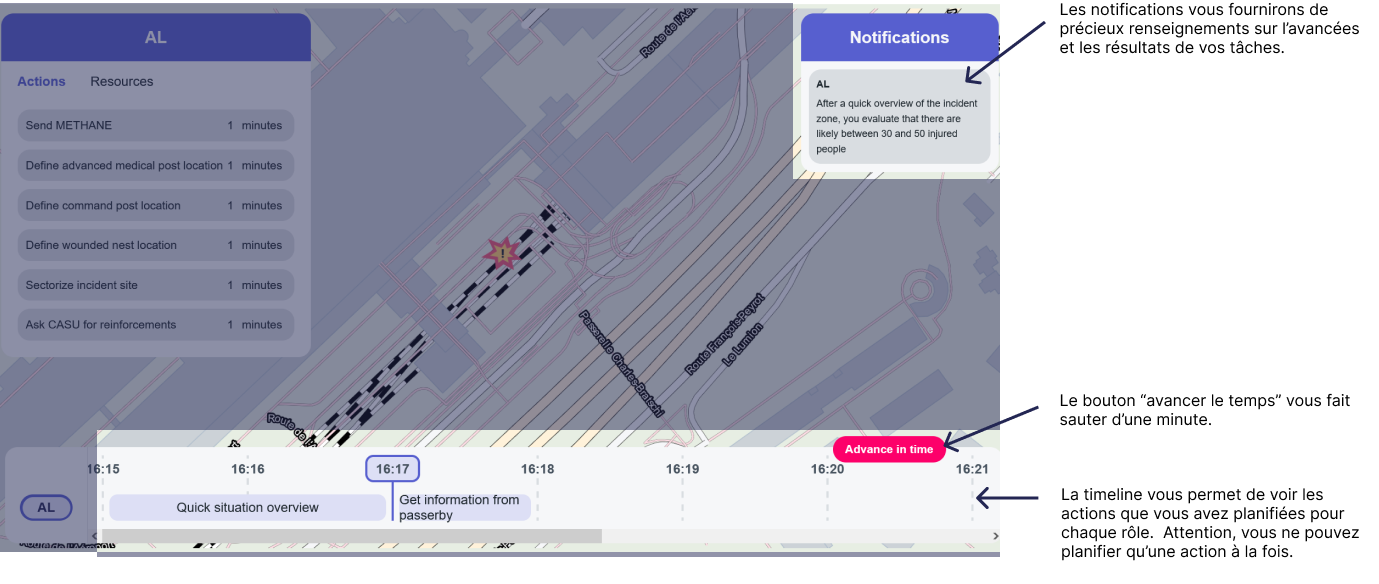 AL
Actions Resources
Send METHANE 1 minutes
Define advanced medical post location 1 minutes
Define command post location 1 minutes
Define wounded nest location 1 minutes
Sectorize incident site 1 minutes
Ask CASU for reinforcements 1 minutes
Route de l'Aé
Notifications
AL
After a quick overview of the incident
zone, you evaluate that there are
likely between 30 and 50 injured
people
Les notifications vous fournirons de
précieux renseignements sur l’avancées
et les résultats de vos tâches.
!
Passerelle Charles-Bratschi
Route François-Peyrot
Le Lumion
Route de
Le bouton “avancer le temps” vous fait
sauter d’une minute.
Advance in time
16:15 16:16 16:17 16:18 16:19 16:20 16:21
AL
Quick situation overview
Get information from
passerby
La timeline vous permet de voir les
actions que vous avez planifiées pour
chaque rôle. Attention, vous ne pouvez
planifier qu’une action à la fois.